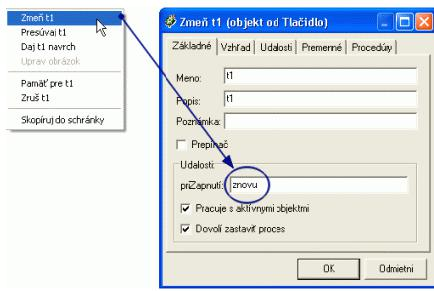 Zmeň t1
Presúvaj t1
Daj t1 navrch
Uprav obrázok
Pamäť pre t1
Zruš t1
Skopíruj do schránky
Zmeň t1 (objekt od Tlačidlo)
Základné Vzhľad Udalosti Premenné Procedúry
Meno: t1
Popis: t1
Poznámka:
Prepínač
Udalosti
priZapnutí: znovu
Pracuje s aktívnymi objektmi
Dovolí zastaviť proces
OK Odmietni